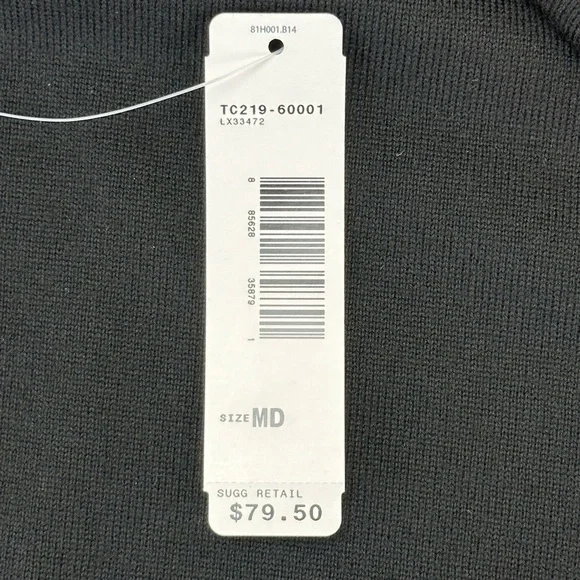 81H001.B14
TC219-60001
LX33472
8 85628 35879 1
SIZE MD
SUGG RETAIL
$79.50